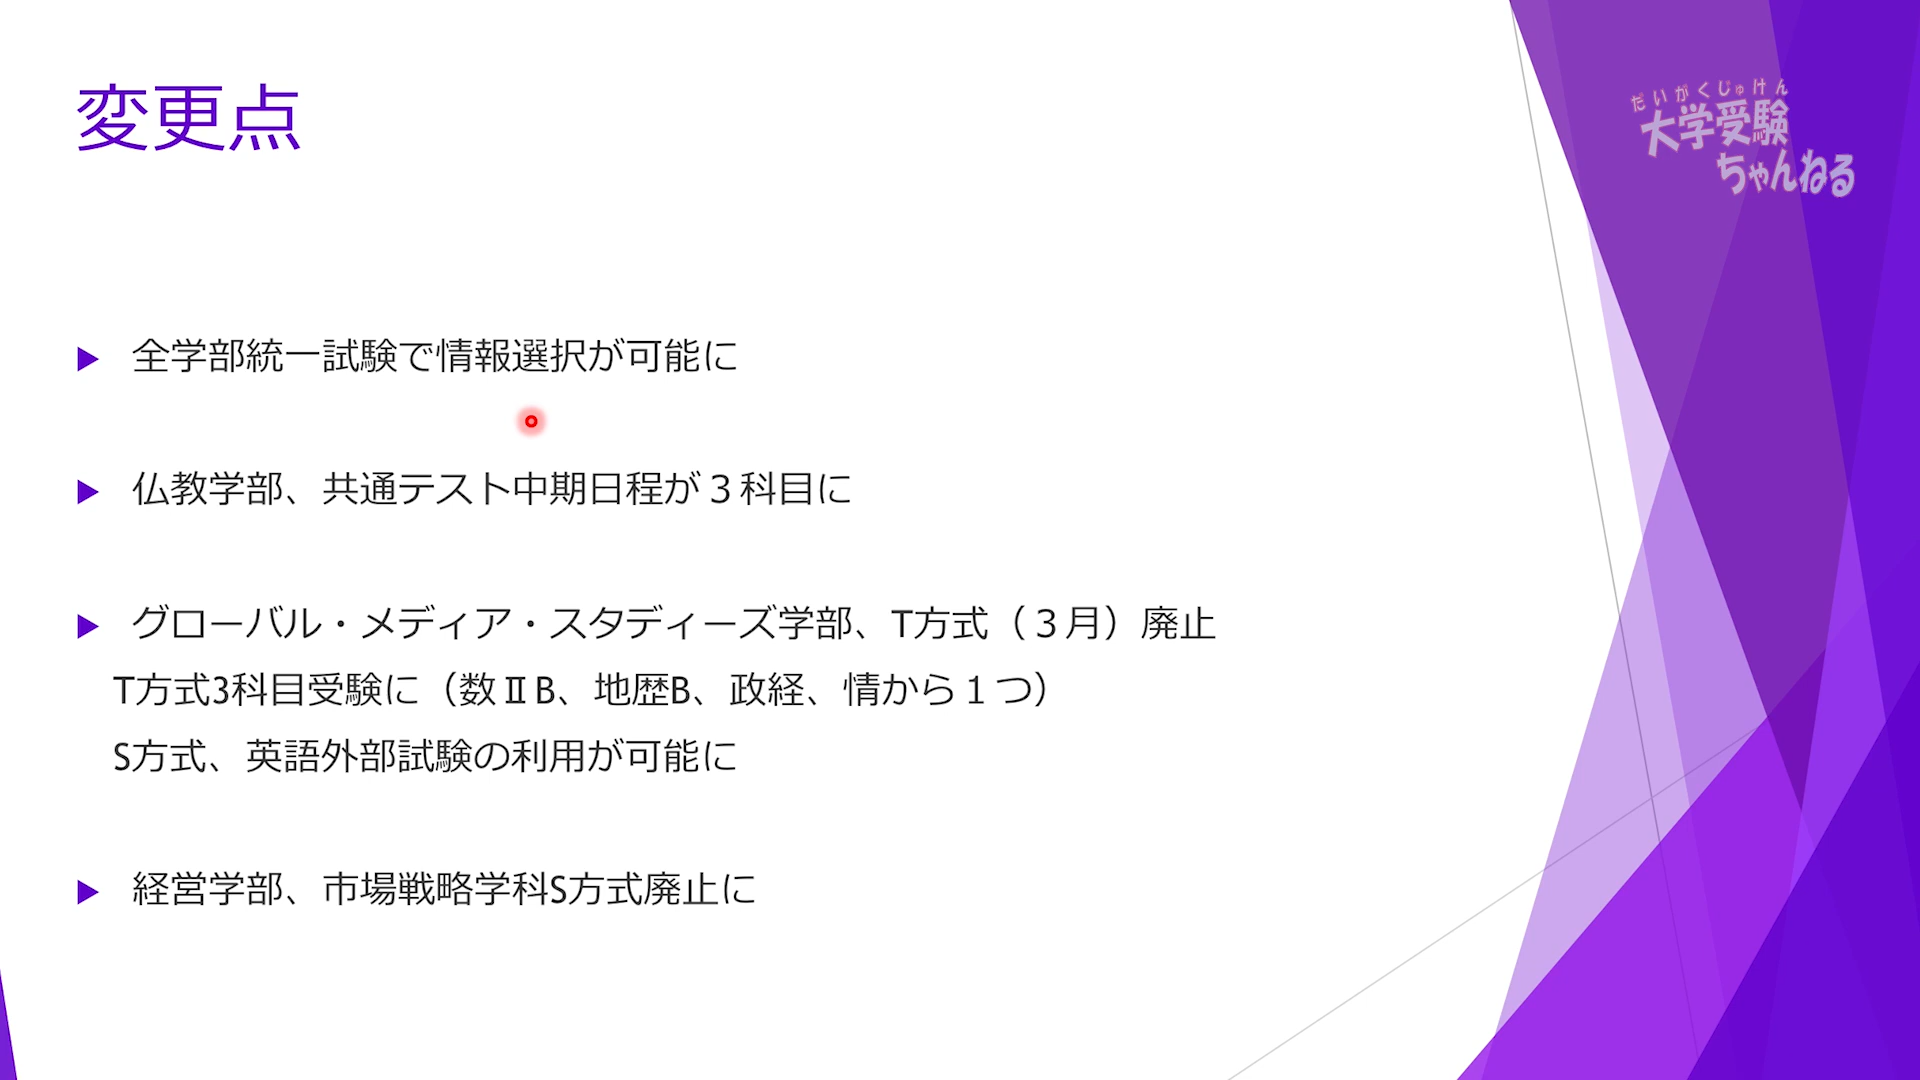 変更点
だいがくじゅけん
大学受験
ちゃんねる
全学部統一試験で情報選択が可能に
仏教学部、共通テスト中期日程が３科目に
グローバル・メディア・スタディーズ学部、T方式（３月）廃止
T方式3科目受験に（数ⅡB、地歴B、政経、情から１つ）
S方式、英語外部試験の利用が可能に
経営学部、市場戦略学科S方式廃止に